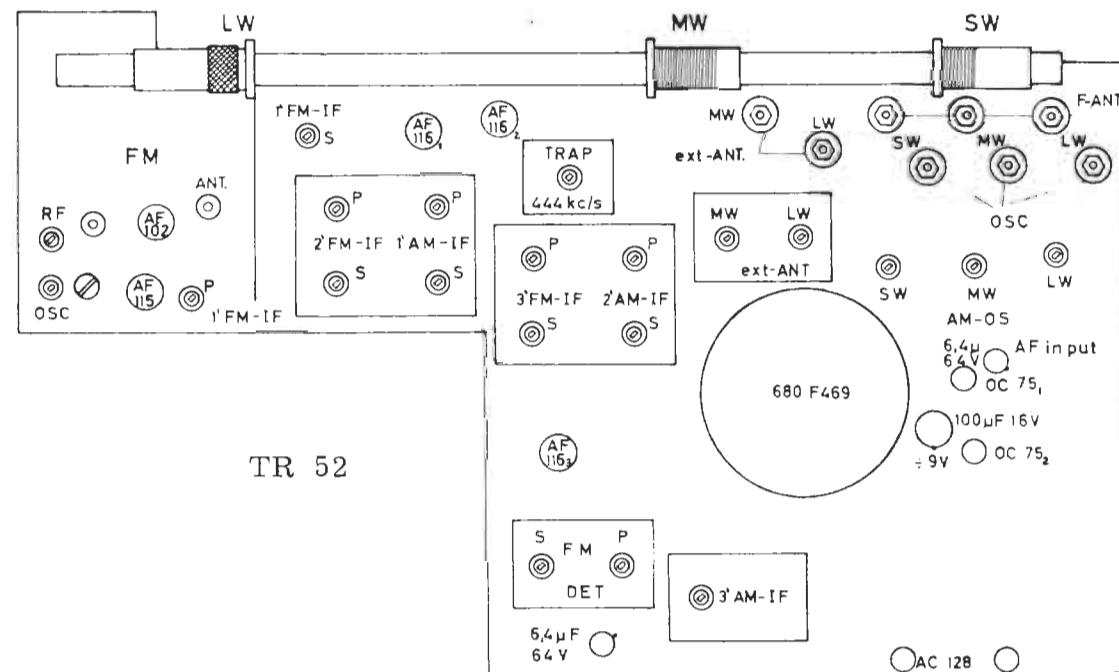 LW
MW
SW
1' FM-IF
S
AF 116₁
AF 116₂
MW
LW
ext-ANT.
F-ANT
SW
MW
LW
OSC
FM
ANT.
RF
AF 102
OSC
AF 115
P
1' FM-IF
TRAP
444 kc/s
P
P
2' FM-IF
1' AM-IF
S
S
P
P
3' FM-IF
2' AM-IF
S
S
MW
LW
ext-ANT
SW
MW
LW
AM-OS
6,4µ
64V
AF input
OC 75₁
680 F469
100µF 16V
÷9V
OC 75₂
AF 116₃
TR 52
S
P
FM
DET
3' AM-IF
6,4µF
64V
AC 128